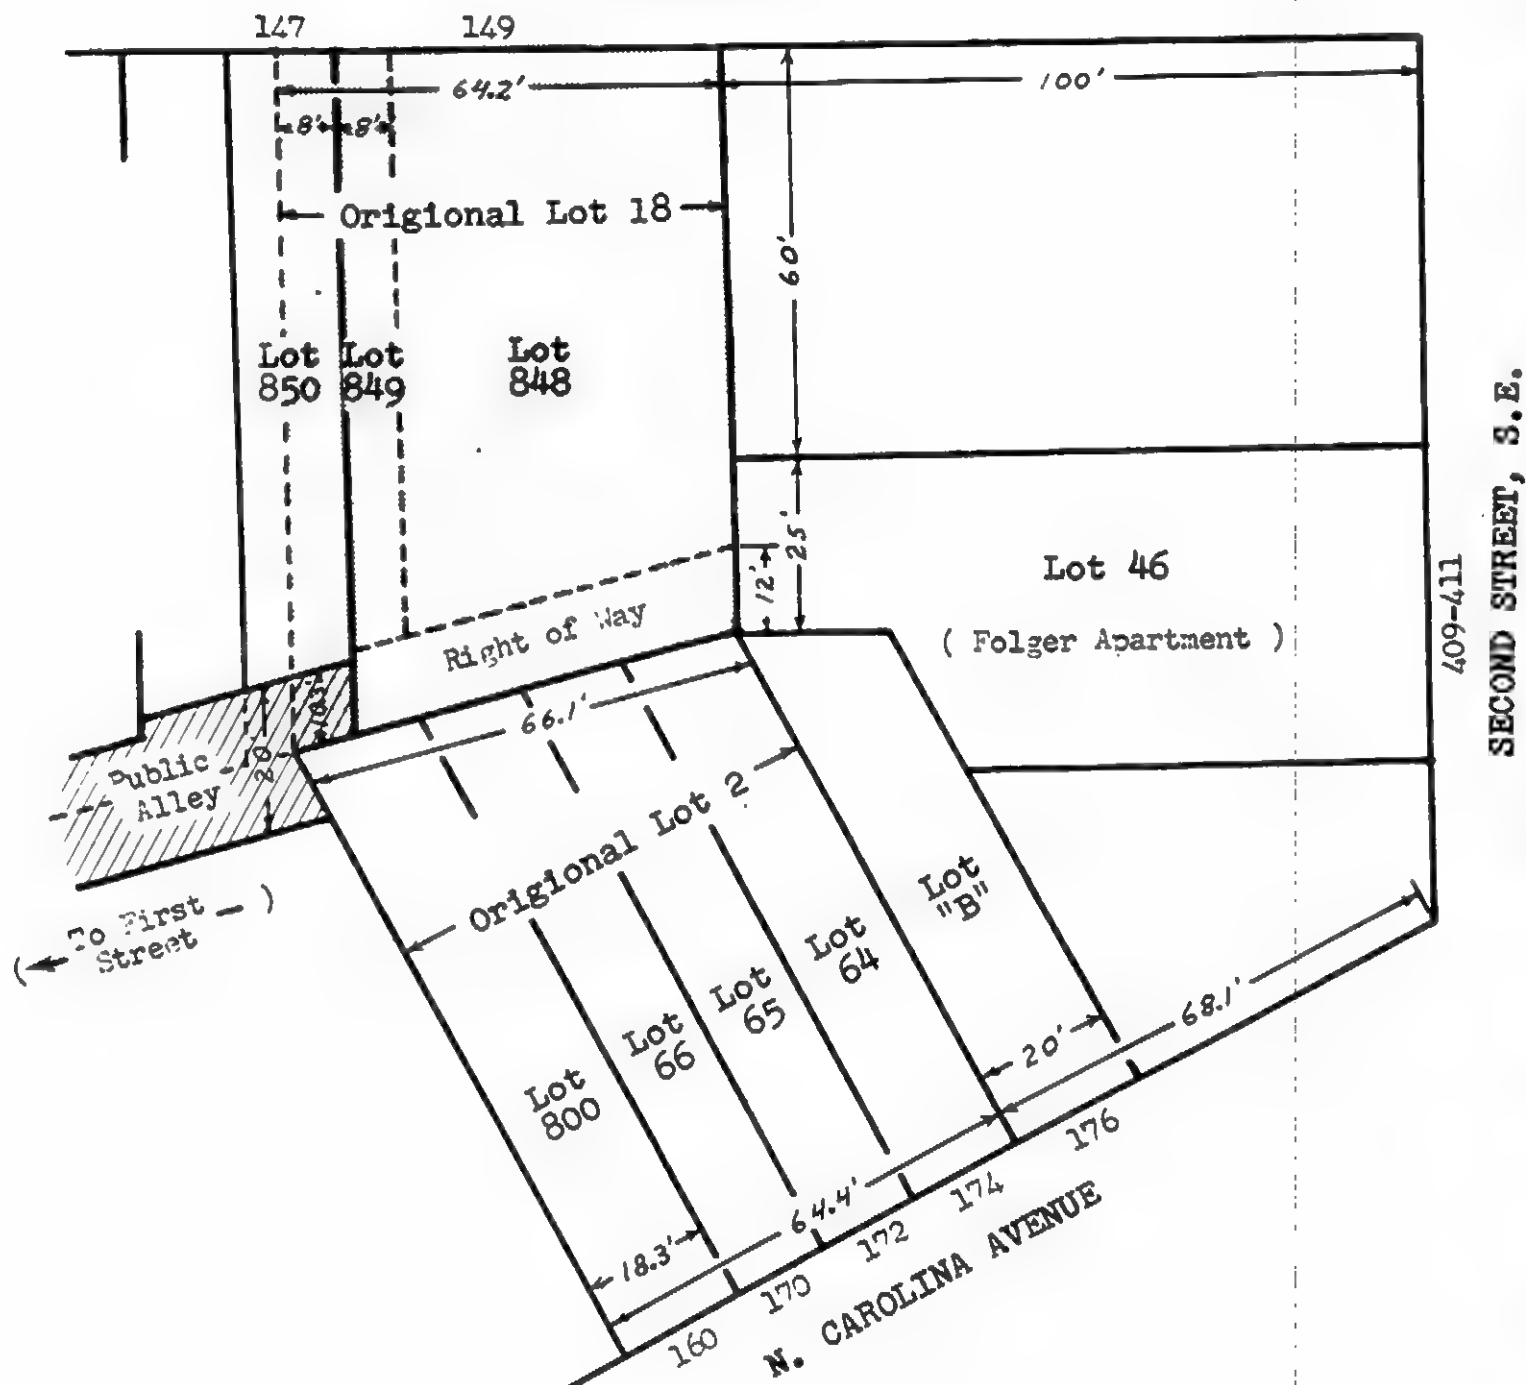 147
149
64.2'
100'
8'
8'
Origional Lot 18
60'
Lot
850
Lot
849
Lot
848
SECOND STREET, S.E.
25'
12'
Lot 46
( Folger Apartment )
409-411
Right of Way
66.1'
20'
Public
Alley
(← To First — )
Street
Origional Lot 2
Lot
"B"
Lot
64
Lot
65
Lot
66
Lot
800
20'
68.1'
64.4'
18.3'
176
174
172
170
160
N. CAROLINA AVENUE